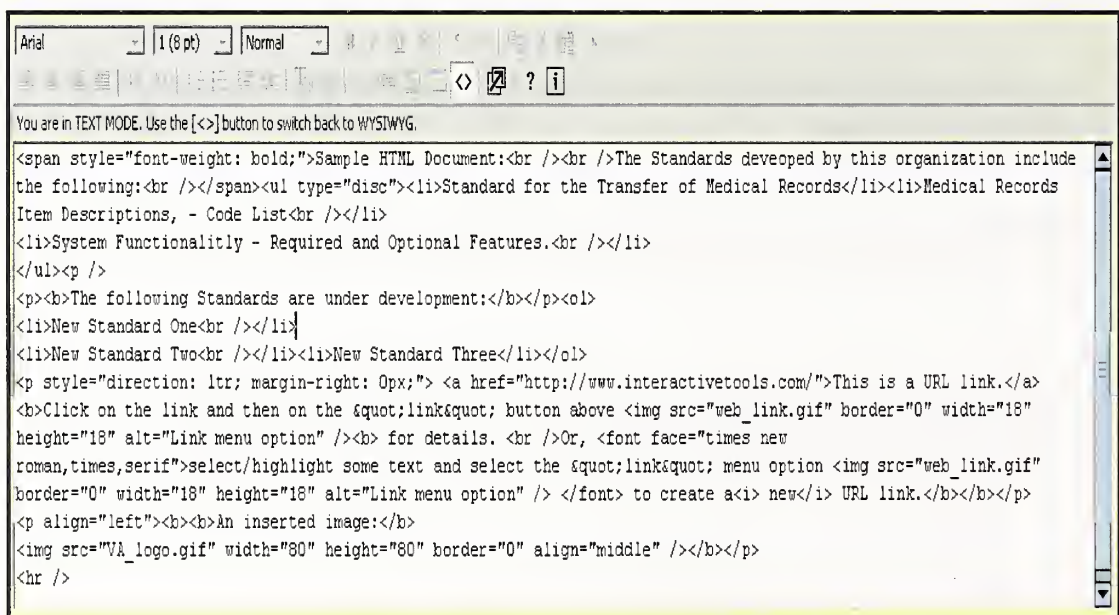 Arial 1 (8 pt) Normal
<> ? i
You are in TEXT MODE. Use the [<>] button to switch back to WYSIWYG.
<span style="font-weight: bold;">Sample HTML Document:<br /><br />The Standards deveoped by this organization include
the following:<br /></span><ul type="disc"><li>Standard for the Transfer of Medical Records</li><li>Medical Records
Item Descriptions, - Code List<br /></li>
<li>System Functionalitly - Required and Optional Features.<br /></li>
</ul><p />
<p><b>The following Standards are under development:</b></p><ol>
<li>New Standard One<br /></li>
<li>New Standard Two<br /></li><li>New Standard Three</li></ol>
<p style="direction: ltr; margin-right: 0px;"> <a href="http://www.interactivetools.com/">This is a URL link.</a>
<b>Click on the link and then on the &quot;link&quot; button above <img src="web_link.gif" border="0" width="18"
height="18" alt="Link menu option" /><b> for details. <br />Or, <font face="times new
roman,times,serif">select/highlight some text and select the &quot;link&quot; menu option <img src="web_link.gif"
border="0" width="18" height="18" alt="Link menu option" /> </font> to create a<i> new</i> URL link.</b></b></p>
<p align="left"><b><b>An inserted image:</b>
<img src="VA_logo.gif" width="80" height="80" border="0" align="middle" /></b></p>
<hr />